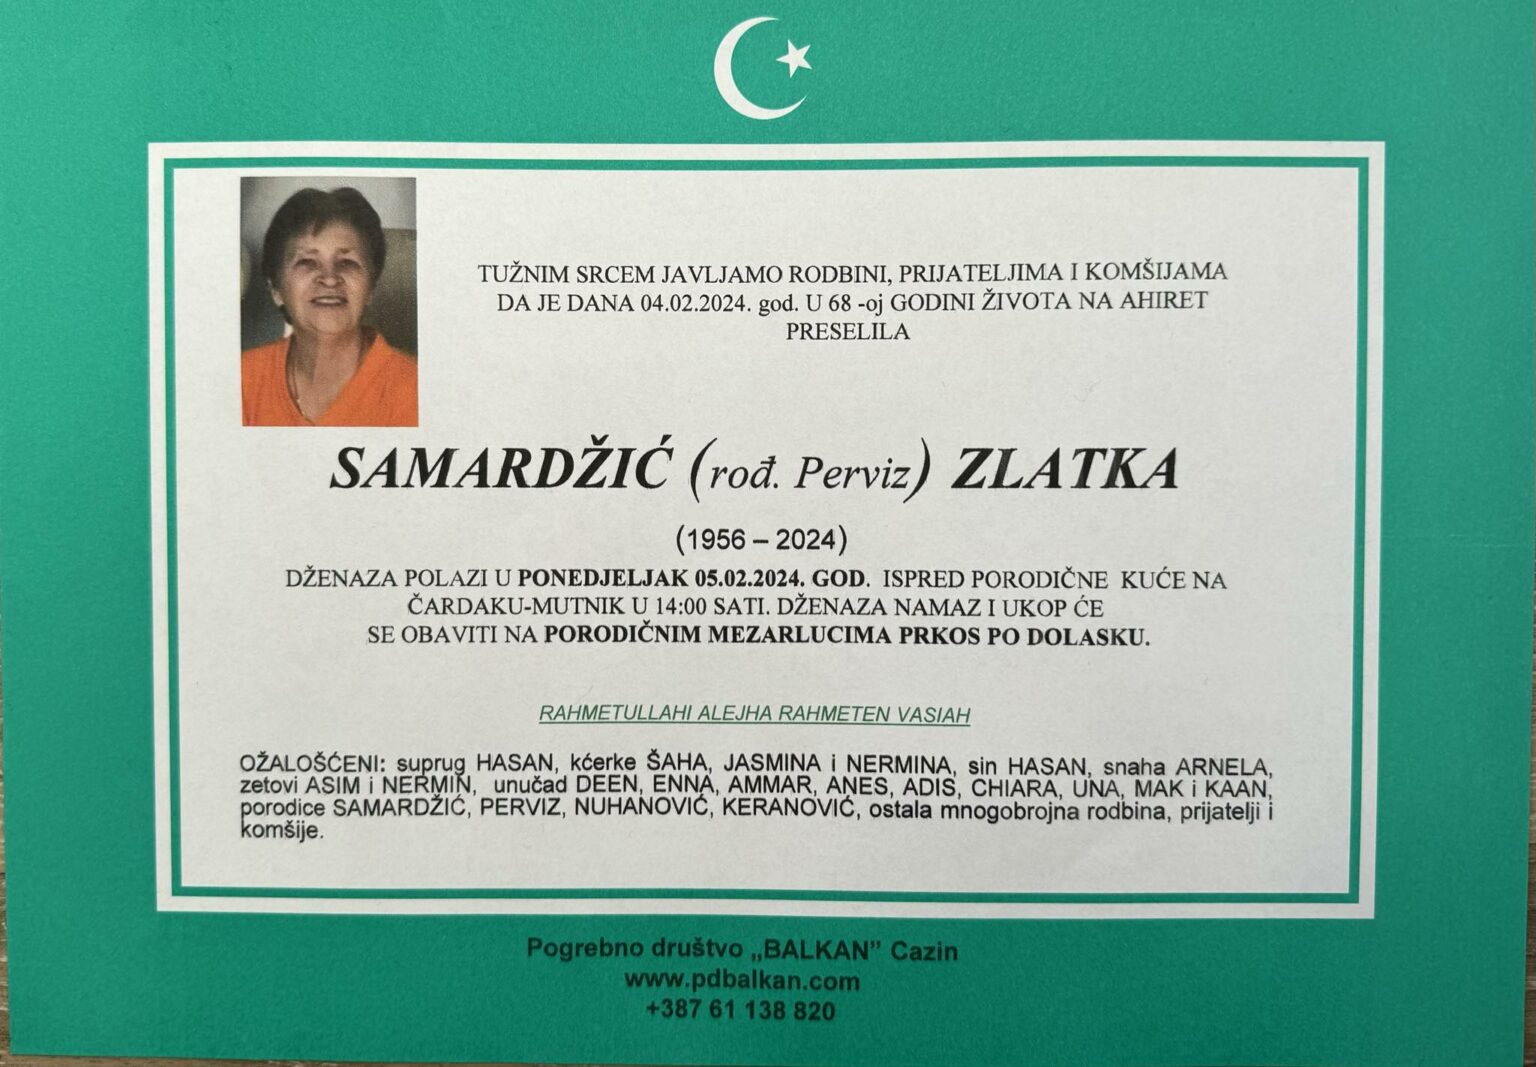 TUŽNIM SRCEM JAVLJAMO RODBINI, PRIJATELJIMA I KOMŠIJAMA
DA JE DANA 04.02.2024. god. U 68 -oj GODINI ŽIVOTA NA AHIRET
PRESELILA
SAMARDŽIĆ (rođ. Perviz) ZLATKA
(1956 – 2024)
DŽENAZA POLAZI U PONEDJELJAK 05.02.2024. GOD. ISPRED PORODIČNE KUĆE NA
ČARDAKU-MUTNIK U 14:00 SATI. DŽENAZA NAMAZ I UKOP ĆE
SE OBAVITI NA PORODIČNIM MEZARLUCIMA PRKOS PO DOLASKU.
RAHMETULLAHI ALEJHA RAHMETEN VASIAH
OŽALOŠĆENI: suprug HASAN, kćerke ŠAHA, JASMINA i NERMINA, sin HASAN, snaha ARNELA,
zetovi ASIM i NERMIN, unučad DEEN, ENNA, AMMAR, ANES, ADIS, CHIARA, UNA, MAK i KAAN,
porodice SAMARDŽIĆ, PERVIZ, NUHANOVIĆ, KERANOVIĆ, ostala mnogobrojna rodbina, prijatelji i
komšije.
Pogrebno društvo „BALKAN” Cazin
www.pdbalkan.com
+387 61 138 820